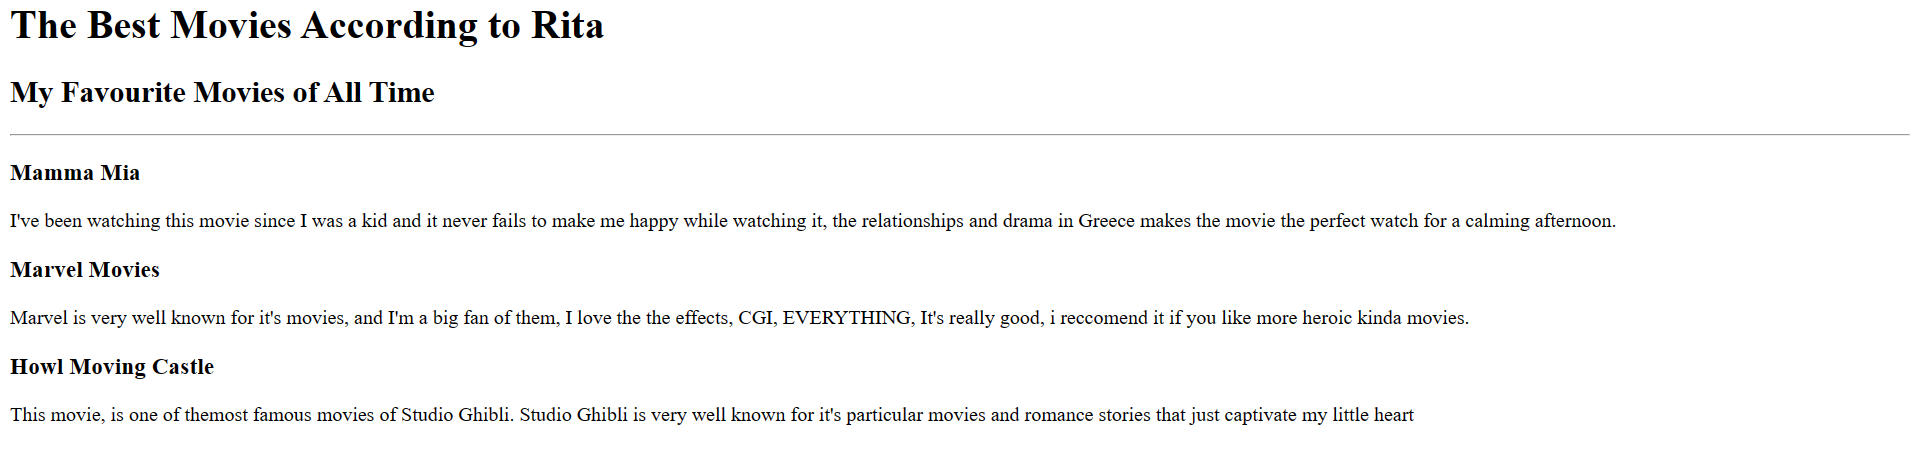 The Best Movies According to Rita
My Favourite Movies of All Time
Mamma Mia
I've been watching this movie since I was a kid and it never fails to make me happy while watching it, the relationships and drama in Greece makes the movie the perfect watch for a calming afternoon.
Marvel Movies
Marvel is very well known for it's movies, and I'm a big fan of them, I love the the effects, CGI, EVERYTHING, It's really good, i reccomend it if you like more heroic kinda movies.
Howl Moving Castle
This movie, is one of themost famous movies of Studio Ghibli. Studio Ghibli is very well known for it's particular movies and romance stories that just captivate my little heart